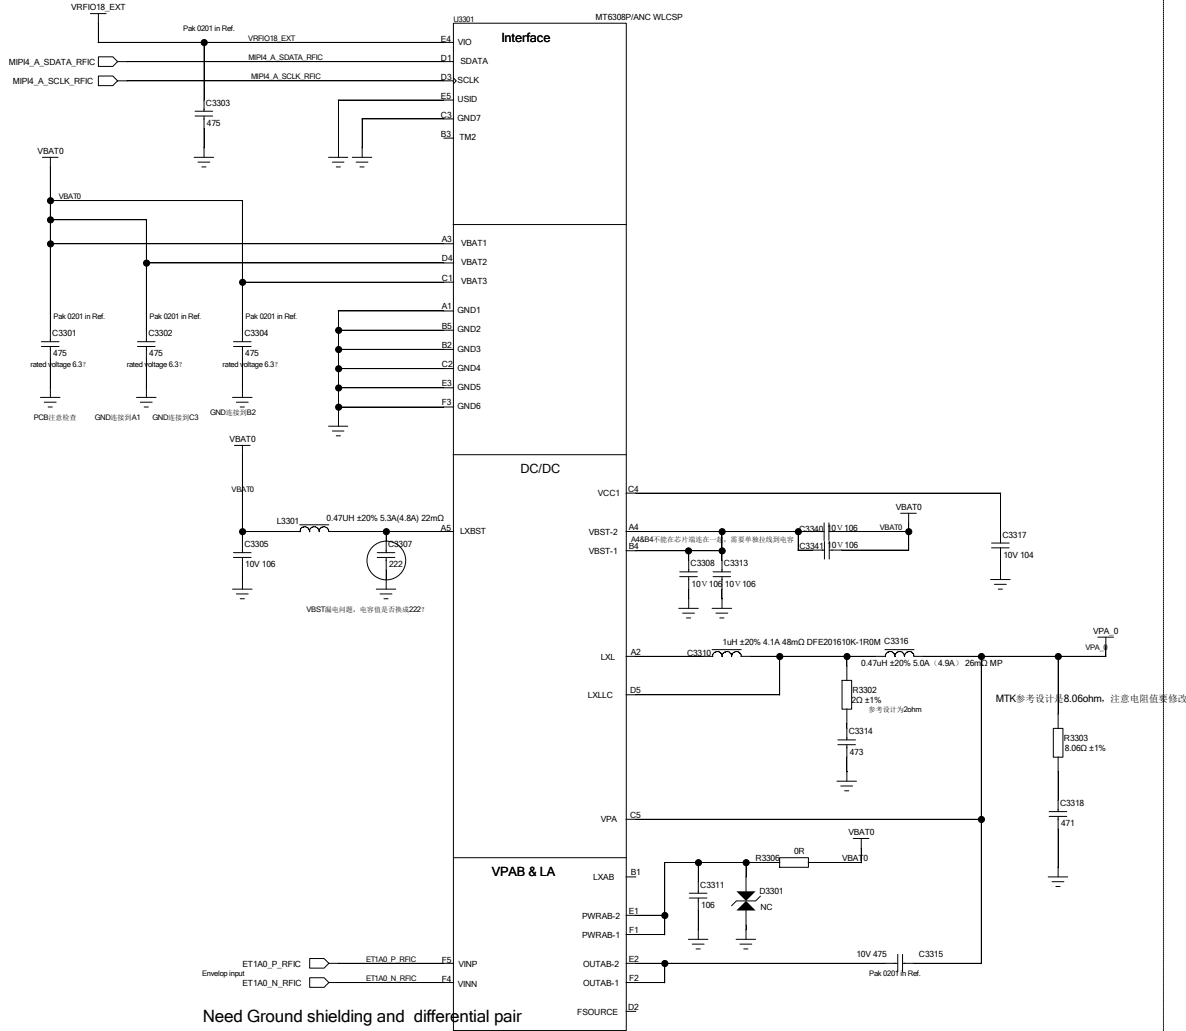 VRFIO18_EXT
U3301
MT6308P/ANC WLCSP
Pak 0201 in Ref.
Interface
VRFIO18_EXT
E4
VIO
MIPI4_A_SDATA_RFIC
MIPI4_A_SDATA_RFIC
D1
SDATA
MIPI4_A_SCLK_RFIC
MIPI4_A_SCLK_RFIC
D3
SCLK
E5
USID
C3303
475
C3
GND7
B3
TM2
VBAT0
VBAT0
A3
VBAT1
D4
VBAT2
C1
VBAT3
A1
GND1
B5
GND2
B2
GND3
C2
GND4
E3
GND5
F3
GND6
Pak 0201 in Ref.
Pak 0201 in Ref.
Pak 0201 in Ref.
C3301
C3302
C3304
475
475
475
rated voltage 6.3?
rated voltage 6.3?
rated voltage 6.3?
PCB注意检查
GND连接到A1
GND连接到C3
GND连接到B2
VBAT0
VBAT0
DC/DC
VCC1
C4
L3301
0.47UH ±20% 5.3A(4.8A) 22mΩ
A5
LXBST
C3305
10V 106
C3307
222
VBST漏电问题，电容值是否换成222?
VBST-2
A4
A4&B4不能在芯片端连在一起，需要单独拉线到电容
VBST-1
B4
C3340
10V 106
C3341
10V 106
VBAT0
VBAT0
C3308
10V 106
C3313
10V 106
C3317
10V 104
1uH ±20% 4.1A 48mΩ DFE201610K-1R0M
C3316
LXL
A2
C3310
0.47uH ±20% 5.0A（4.9A） 26mΩ MP
VPA_0
VPA_0
LXLLC
D5
R3302
2Ω ±1%
参考设计为2ohm
MTK参考设计是8.06ohm，注意电阻值要修改
C3314
473
R3303
8.06Ω ±1%
C3318
471
VPA
C5
VBAT0
0R
R3306
VBAT0
VPAB & LA
LXAB
B1
C3311
106
D3301
NC
PWRAB-2
E1
PWRAB-1
F1
ET1A0_P_RFIC
ET1A0_P_RFIC
F5
VINP
Envelop input
ET1A0_N_RFIC
ET1A0_N_RFIC
F4
VINN
OUTAB-2
E2
OUTAB-1
F2
10V 475
C3315
Pak 0201 in Ref.
FSOURCE
D2
Need Ground shielding and differential pair